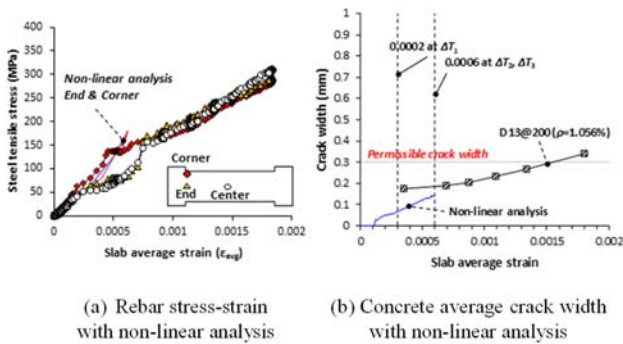 Steel tensile stress (MPa)
400
350
300
250
200
150
100
50
0
Non-linear analysis
End & Corner
Corner
End
Center
0
0.0005
0.001
0.0015
0.002
Slab average strain (εavg)
(a) Rebar stress-strain
with non-linear analysis
Crack width (mm)
1
0.9
0.8
0.7
0.6
0.5
0.4
0.3
0.2
0.1
0
0.0002 at ΔT1
0.0006 at ΔT2, ΔT3
D13@200 (ρ=1.056%)
Permissible crack width
Non-linear analysis
0
0.0006
0.0011
0.0015
0.002
Slab average strain
(b) Concrete average crack width
with non-linear analysis